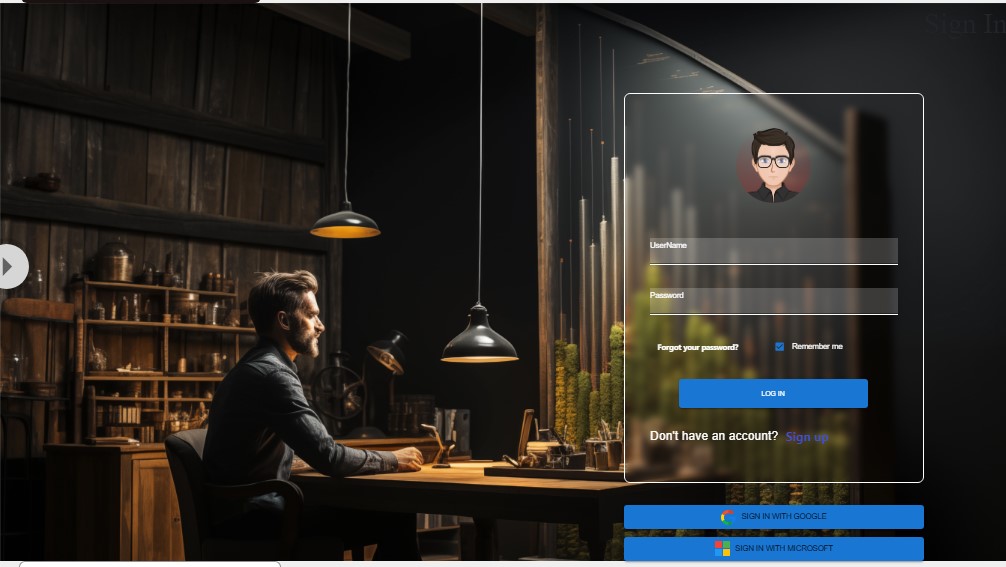 Sign In
UserName
Password
Forgot your password?
Remember me
LOG IN
Don't have an account? Sign up
SIGN IN WITH GOOGLE
SIGN IN WITH MICROSOFT